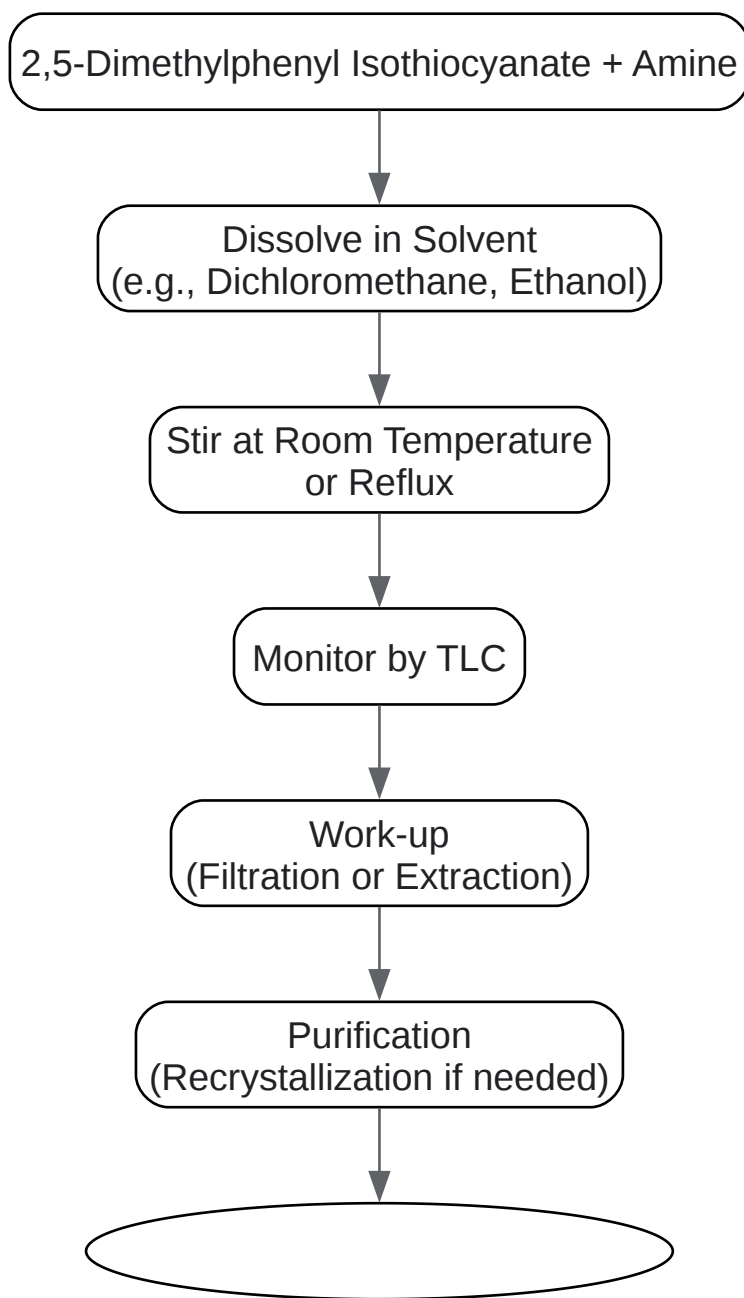 2,5-Dimethylphenyl Isothiocyanate + Amine
Dissolve in Solvent
(e.g., Dichloromethane, Ethanol)
Stir at Room Temperature
or Reflux
Monitor by TLC
Work-up
(Filtration or Extraction)
Purification
(Recrystallization if needed)